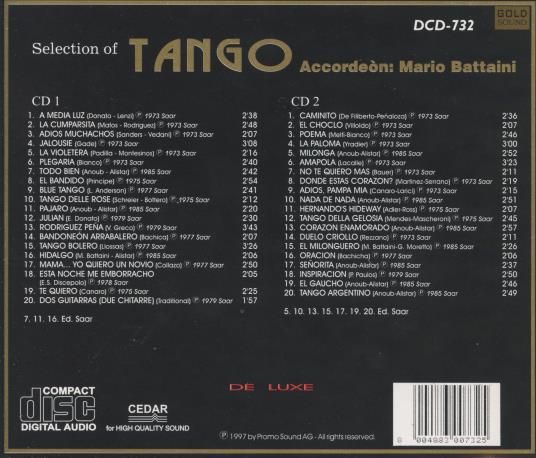 DCD-732
GOLD
SOUND
Selection of TANGO
Accordeòn: Mario Battaini
CD 1
1. A MEDIA LUZ (Donato - Lenzi) ℗ 1973 Saar 2'38
2. LA CUMPARSITA (Matos - Rodriguez) ℗ 1973 Saar 2'48
3. ADIOS MUCHACHOS (Sanders - Vedani) ℗ 1973 Saar 2'07
4. JALOUSIE (Gade) ℗ 1973 Saar 3'08
5. LA VIOLETERA (Padilla - Montesinos) ℗ 1973 Saar 2'16
6. PLEGARIA (Bianco) ℗ 1973 Saar 2'40
7. TODO BIEN (Anoub - Alistar) ℗ 1985 Saar 2'42
8. EL BANDIDO (Principe) ℗ 1975 Saar 2'54
9. BLUE TANGO (L. Anderson) ℗ 1977 Saar 2'41
10. TANGO DELLE ROSE (Schreier - Bottero) ℗ 1975 Saar 2'12
11. PAJARO (Anoub - Alistar) ℗ 1985 Saar 2'20
12. JULIAN (E. Donato) ℗ 1979 Saar 2'30
13. RODRIGUEZ PEÑA (V. Greco) ℗ 1979 Saar 3'43
14. BANDONEÓN ARRABALERO (Bachica) ℗ 1977 Saar 2'07
15. TANGO BOLERO (Llossas) ℗ 1977 Saar 3'26
16. HIDALGO (M. Battaini - Alistar) ℗ 1985 Saar 2'06
17. MAMA... YO QUIERO UN NOVIO (Collazo) ℗ 1977 Saar 2'50
18. ESTA NOCHE ME EMBORRACHO 2'05
(E.S. Discepolo) ℗ 1978 Saar
19. TE QUIERO (Canaro) ℗ 1975 Saar 2'25
20. DOS GUITARRAS (DUE CHITARRE) (Traditional) ℗ 1979 Saar 1'57
7. 11. 16. Ed. Saar
CD 2
1. CAMINITO (De Filiberto-Peñaloza) ℗ 1973 Saar 2'36
2. EL CHOCLO (Villoldo) ℗ 1973 Saar 2'07
3. POEMA (Melfi-Bianco) ℗ 1973 Saar 2'46
4. LA PALOMA (Yradier) ℗ 1973 Saar 3'00
5. MILONGA (Anoub-Alistar) ℗ 1985 Saar 2'52
6. AMAPOLA (Lacalle) ℗ 1973 Saar 3'23
7. NO TE QUIERO MAS (Bauer) ℗ 1973 Saar 2'11
8. DONDE ESTAS CORAZON? (Martinez-Serrano) ℗ 1973 Saar 2'19
9. ADIOS, PAMPA MIA (Canaro-Lanci) ℗ 1973 Saar 2'15
10. NADA DE NADA (Anoub-Alistar) ℗ 1985 Saar 2'51
11. HERNANDO'S HIDEWAY (Adler-Ross) ℗ 1975 Saar 2'07
12. TANGO DELLA GELOSIA (Mendes-Mascheroni) ℗ 1975 Saar 2'45
13. CORAZON ENAMORADO (Anoub-Alistar) ℗ 1985 Saar 2'57
14. DUELO CRIOLLO (Rezzano) ℗ 1973 Saar 2'11
15. EL MILONGUERO (M. Battaini-G. Moretto) ℗ 1985 Saar 2'26
16. ORACION (Bachicha) ℗ 1977 Saar 2'06
17. SEÑORITA (Anoub-Alistar) ℗ 1985 Saar 2'37
18. INSPIRACION (P. Paulos) ℗ 1979 Saar 2'50
19. EL GAUCHO (Anoub-Alistar) ℗ 1985 Saar 2'46
20. TANGO ARGENTINO (Anoub-Alistar) ℗ 1985 Saar 2'49
5. 10. 13. 15. 17. 19. 20. Ed. Saar
COMPACT
disc
DIGITAL AUDIO
CEDAR
for HIGH QUALITY SOUND
DE LUXE
℗ 1997 by Promo Sound AG - All rights reserved.
8 004883 007325